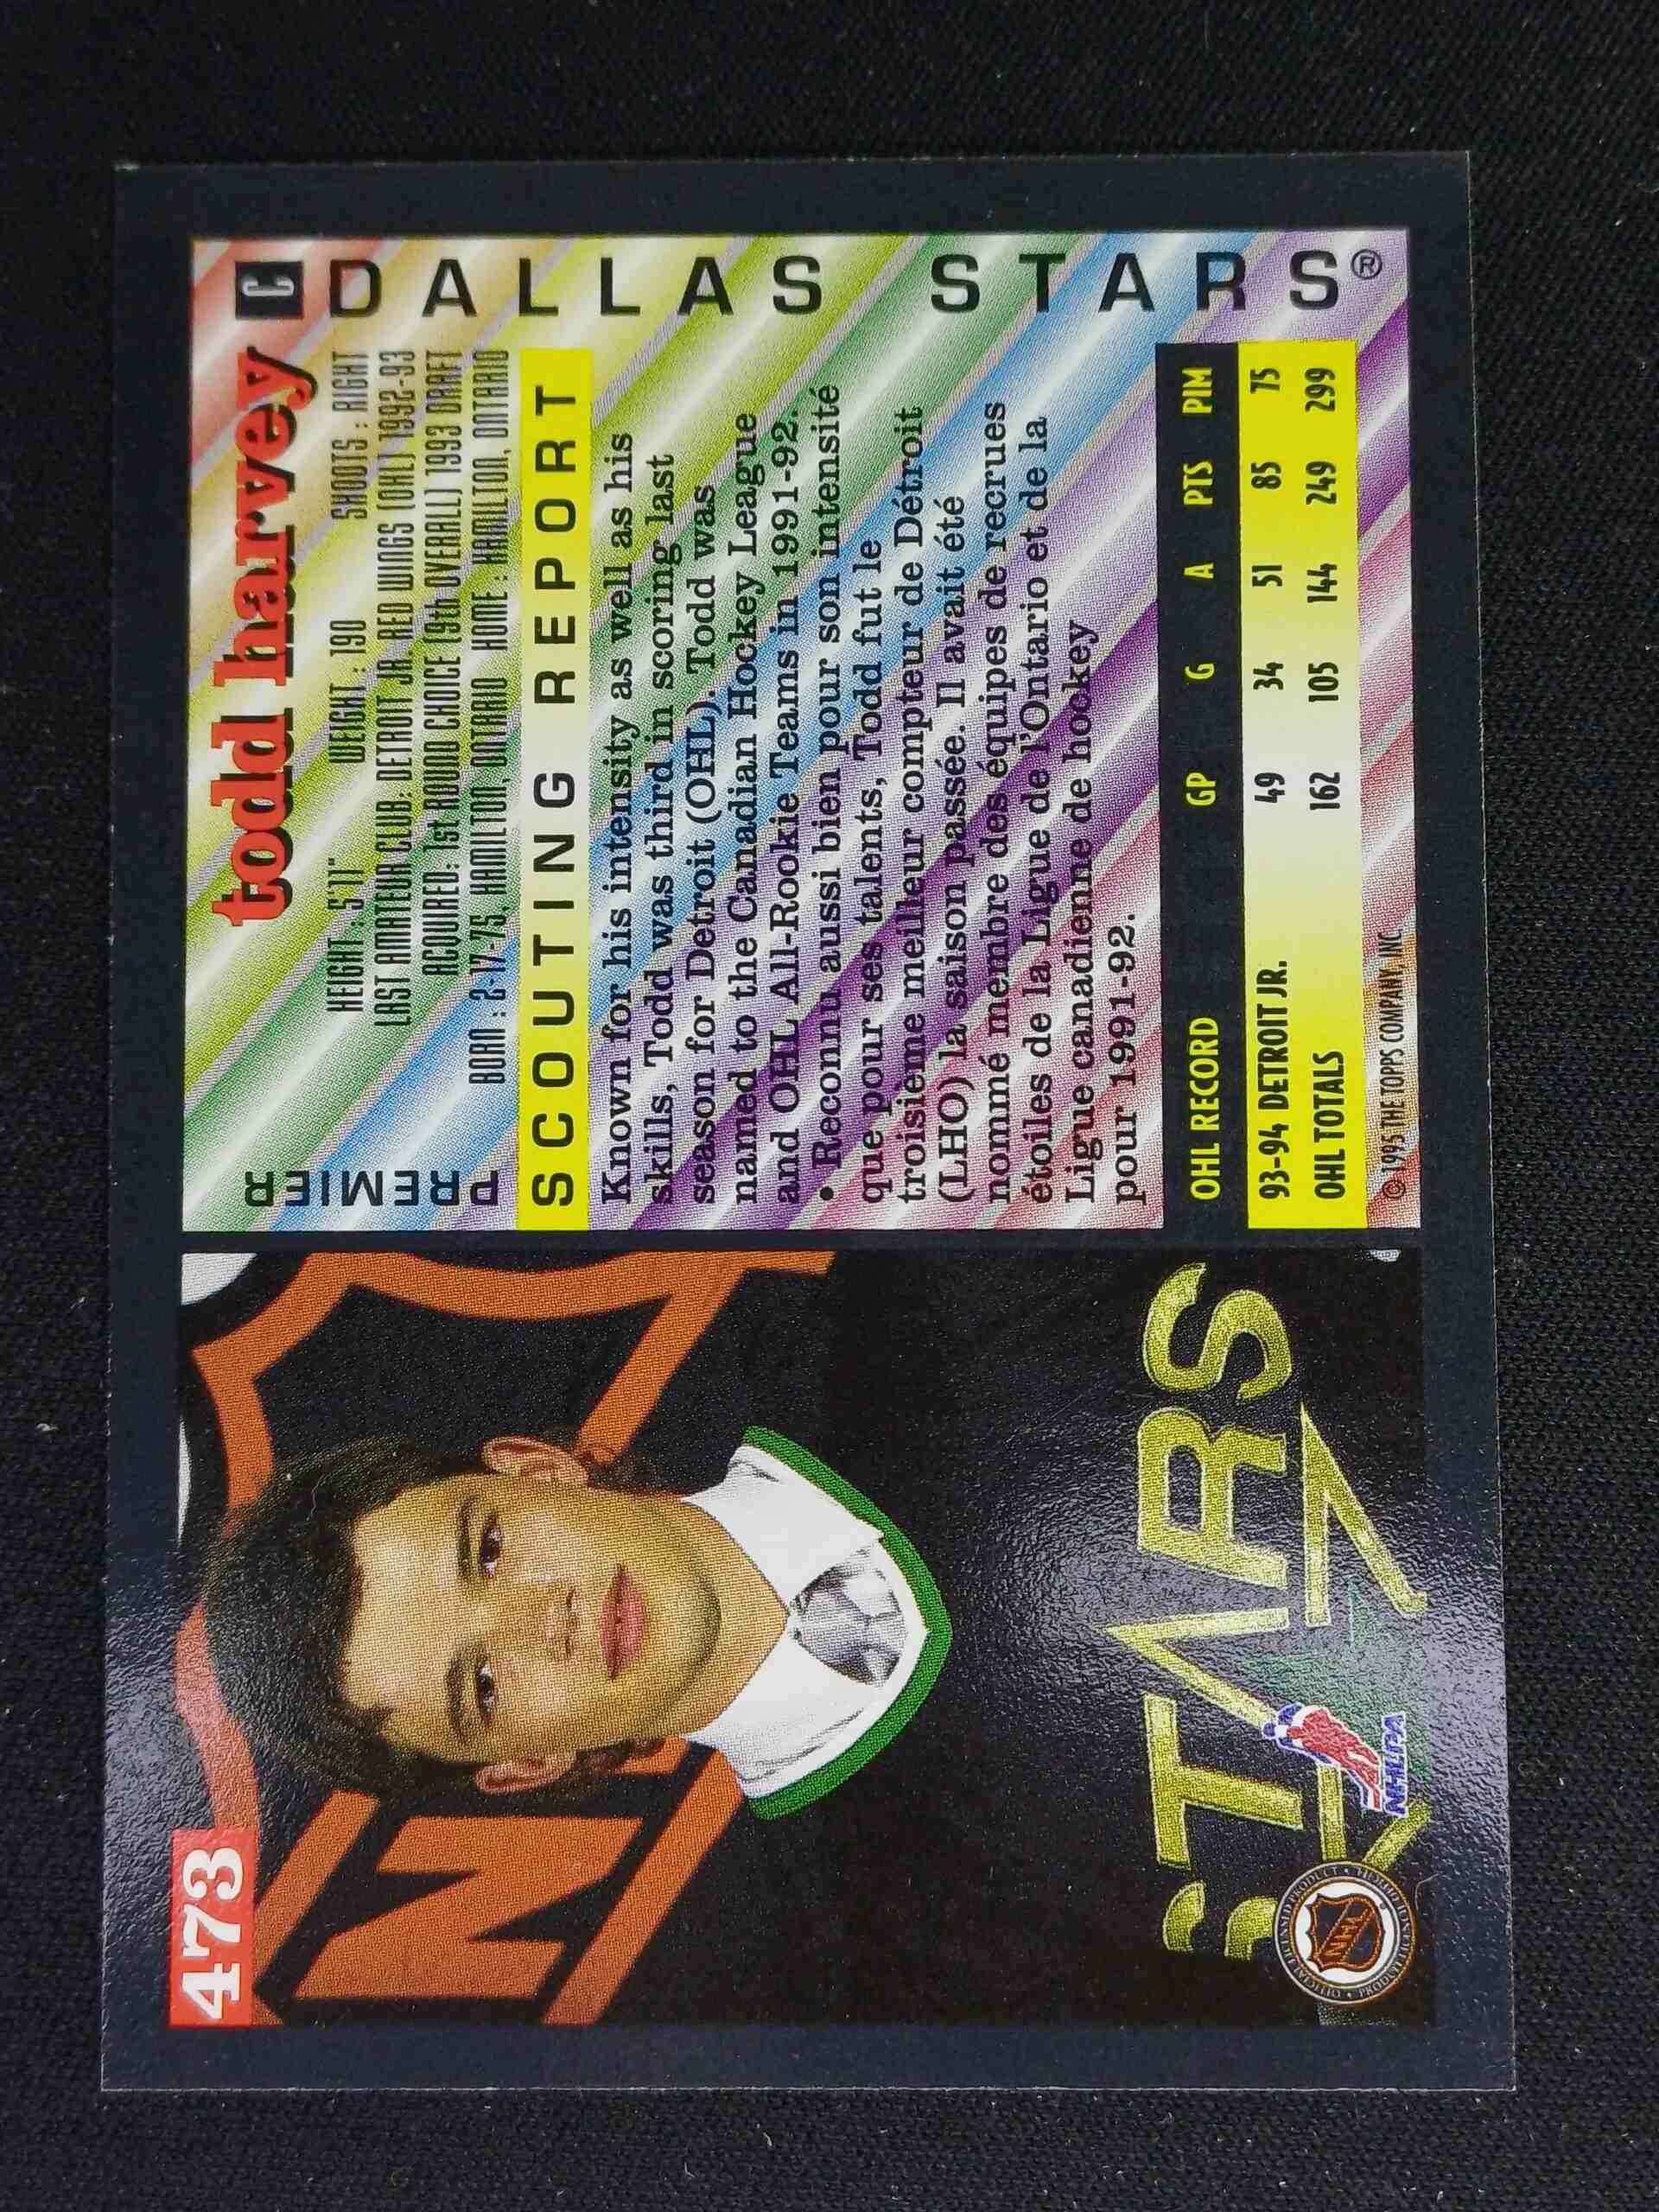 473
STARS
NHLPA
NHL
PREMIER
todd harvey
C
DALLAS STARS®
HEIGHT : 5'11" WEIGHT : 190 SHOOTS : RIGHT
LAST AMATEUR CLUB: DETROIT JR. RED WINGS (OHL) 1992-93
ACQUIRED: 1st ROUND CHOICE (9th OVERALL) 1993 DRAFT
BORN : 2-17-75, HAMILTON, ONTARIO HOME : HAMILTON, ONTARIO
SCOUTING REPORT
Known for his intensity as well as his
skills, Todd was third in scoring last
season for Detroit (OHL). Todd was
named to the Canadian Hockey League
and OHL All-Rookie Teams in 1991-92.
• Reconnu aussi bien pour son intensité
que pour ses talents, Todd fut le
troisième meilleur compteur de Détroit
(LHO) la saison passée. Il avait été
nommé membre des équipes de recrues
étoiles de la Ligue de l'Ontario et de la
Ligue canadienne de hockey
pour 1991-92.
OHL RECORD GP G A PTS PIM
93-94 DETROIT JR. 49 34 51 85 75
OHL TOTALS 162 105 144 249 299
© 1995 THE TOPPS COMPANY, INC.